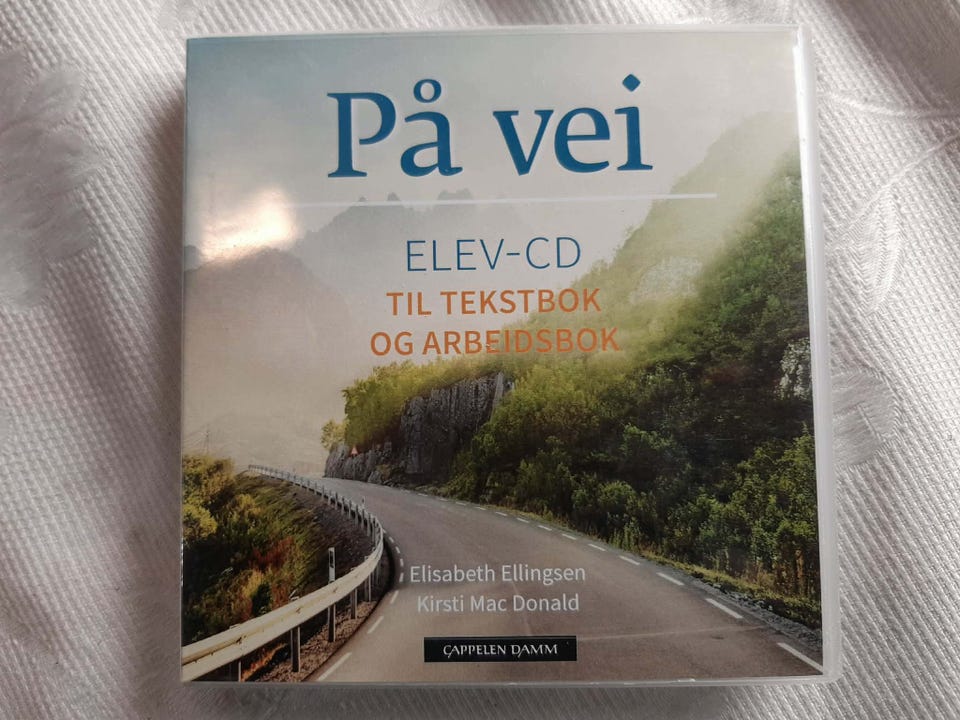 På vei
ELEV-CD
TIL TEKSTBOK
OG ARBEIDSBOK
Elisabeth Ellingsen
Kirsti Mac Donald
CAPPELEN DAMM